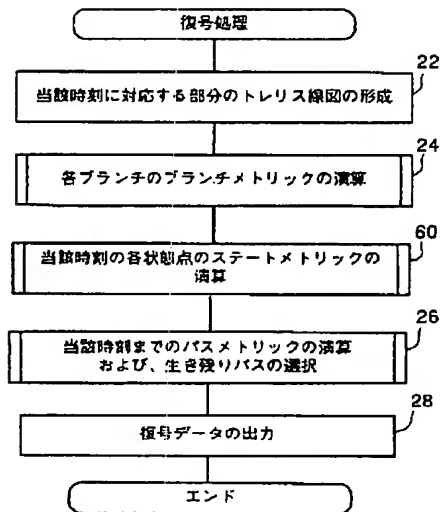 復号処理
22
当該時刻に対応する部分のトレリス線図の形成
24
各ブランチのブランチメトリックの演算
60
当該時刻の各状態点のステートメトリックの
演算
26
当該時刻までのパスメトリックの演算
および、生き残りパスの選択
28
復号データの出力
エンド